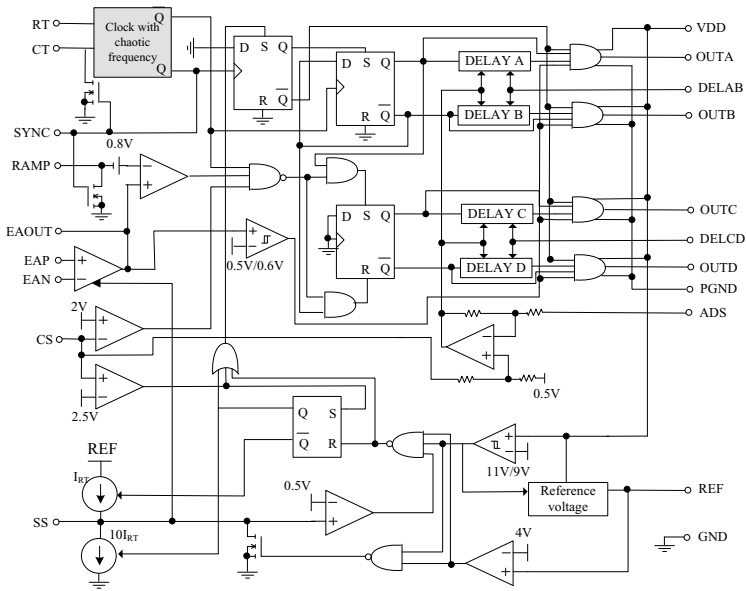 RT
CT
Clock with
chaotic
frequency
Q
Q
D S Q
R Q
S Q
D
R Q
DELAY A
DELAY B
VDD
OUTA
DELAB
OUTB
SYNC
0.8V
RAMP
EAOUT
EAP
EAN
0.5V/0.6V
D S Q
R Q
DELAY C
DELAY D
OUTC
DELCD
OUTD
PGND
ADS
2V
CS
2.5V
0.5V
Q S
Q R
REF
IRT
0.5V
11V/9V
Reference
voltage
REF
SS
10IRT
4V
GND